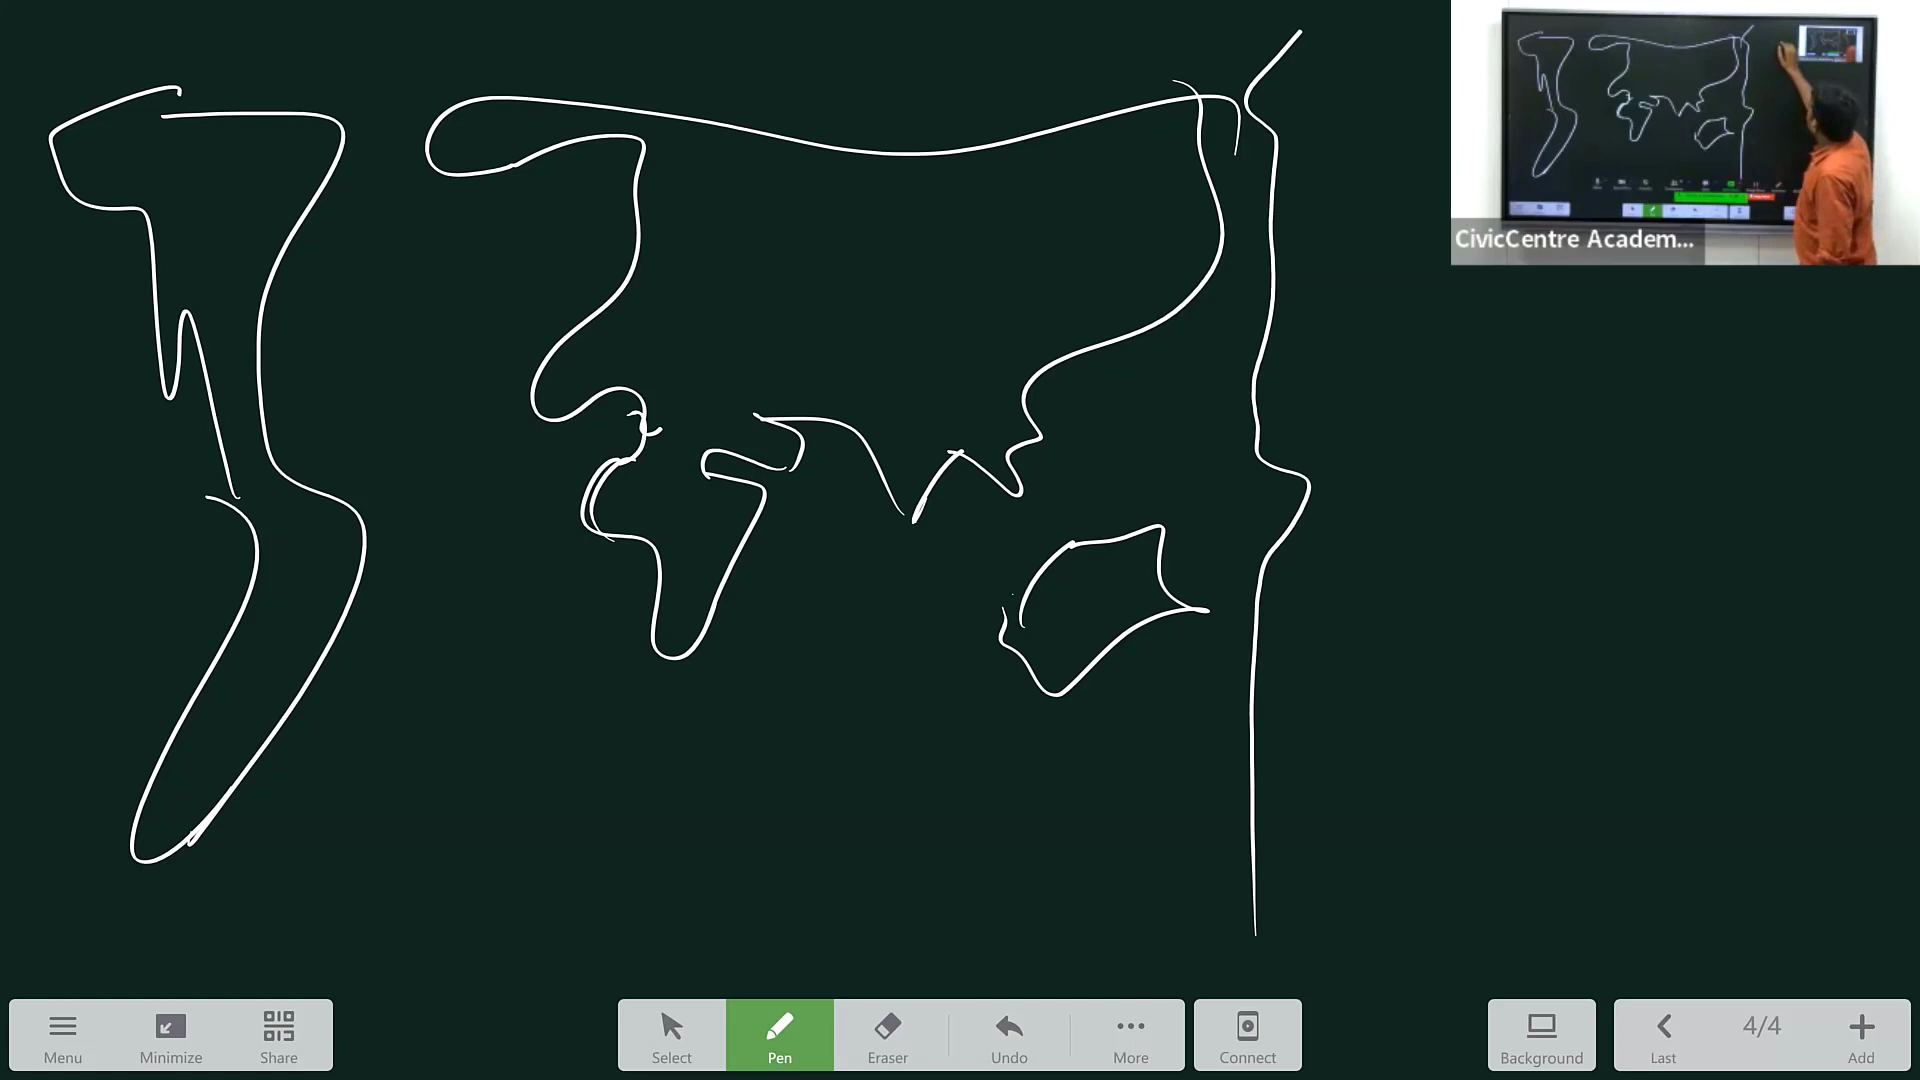 CivicCentre Academ...
Menu
Minimize
Share
Select
Pen
Eraser
Undo
More
Connect
Background
Last
4/4
Add